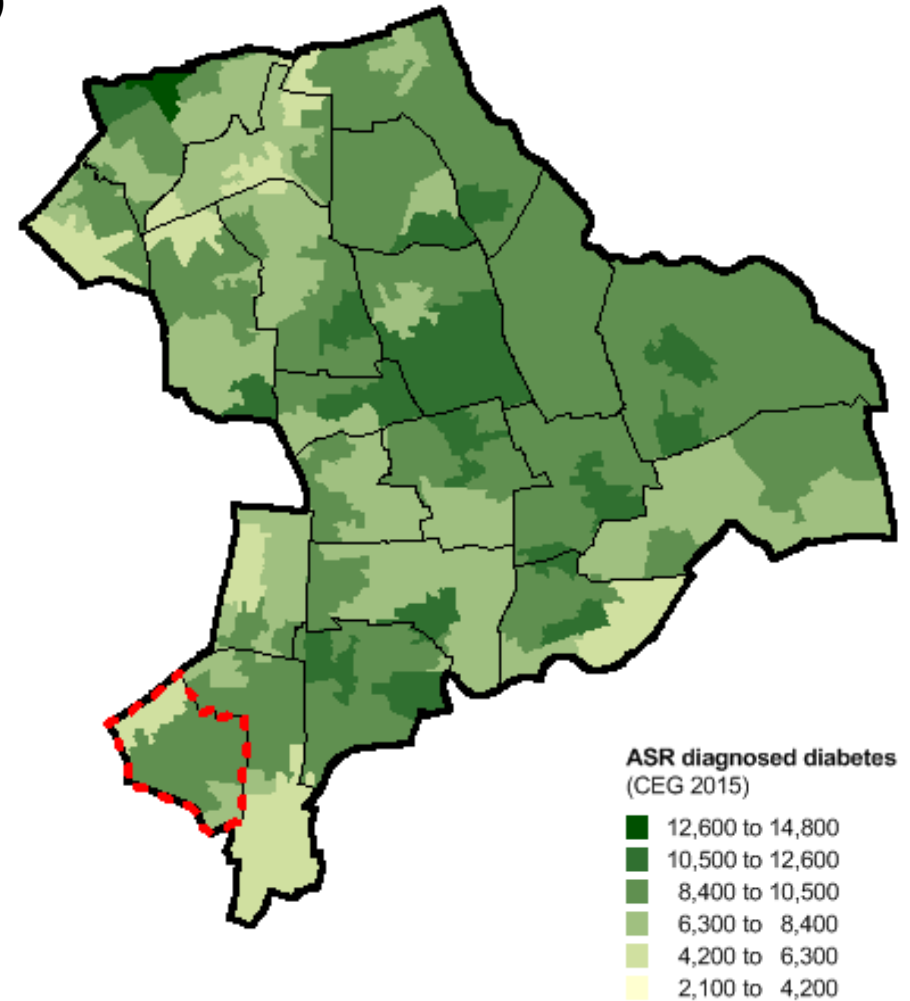 )
ASR diagnosed diabetes
(CEG 2015)
12,600 to 14,800
10,500 to 12,600
8,400 to 10,500
6,300 to 8,400
4,200 to 6,300
2,100 to 4,200